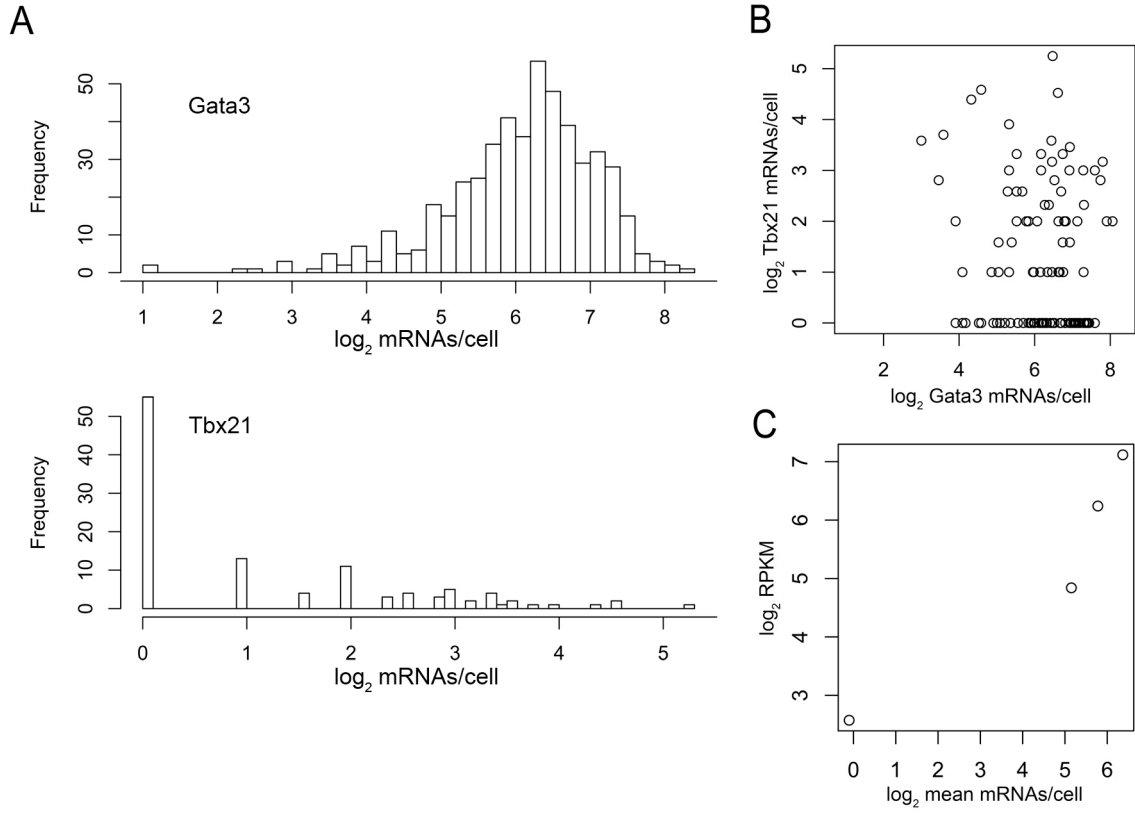 A
Gata3
Frequency
0
10
30
50
1 2 3 4 5 6 7 8
log2 mRNAs/cell
Tbx21
Frequency
0
10
20
30
40
50
0 1 2 3 4 5
log2 mRNAs/cell
B
log2 Tbx21 mRNAs/cell
0
1
2
3
4
5
2 4 6 8
log2 Gata3 mRNAs/cell
C
log2 RPKM
3
4
5
6
7
0 1 2 3 4 5 6
log2 mean mRNAs/cell